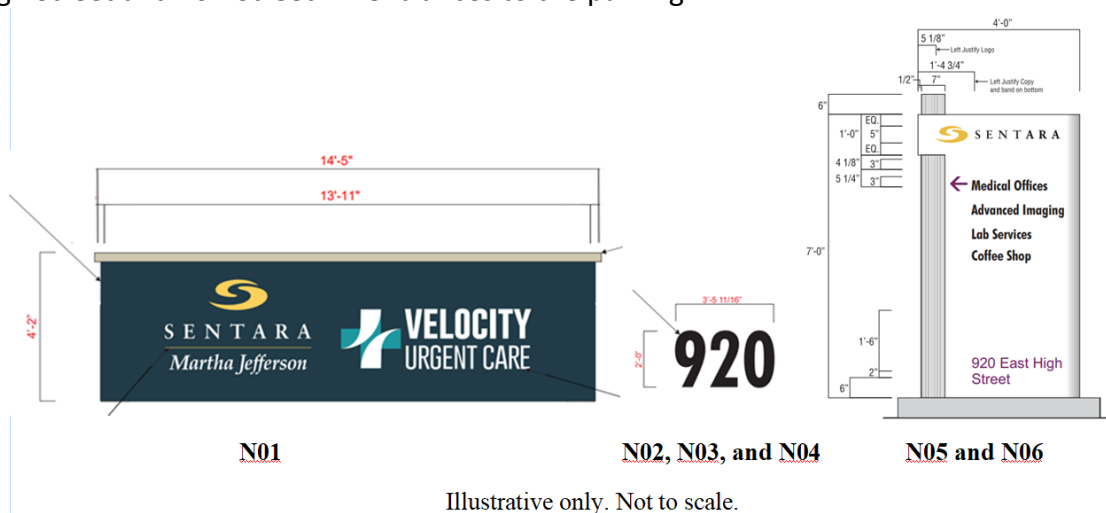 14'-5"
13'-11"
4'-2"
SENTARA
Martha Jefferson
VELOCITY
URGENT CARE
3'-5 11/16"
2'-0"
920
4'-0"
5 1/8"
Left Justify Logo
1'-4 3/4"
1/2"
7"
Left Justify Copy
and band on bottom
6"
EQ.
1'-0"
5"
EQ.
4 1/8"
3"
5 1/4"
3"
7'-0"
1'-6"
2"
6"
SENTARA
← Medical Offices
Advanced Imaging
Lab Services
Coffee Shop
920 East High
Street
N01
N02, N03, and N04
N05 and N06
Illustrative only. Not to scale.